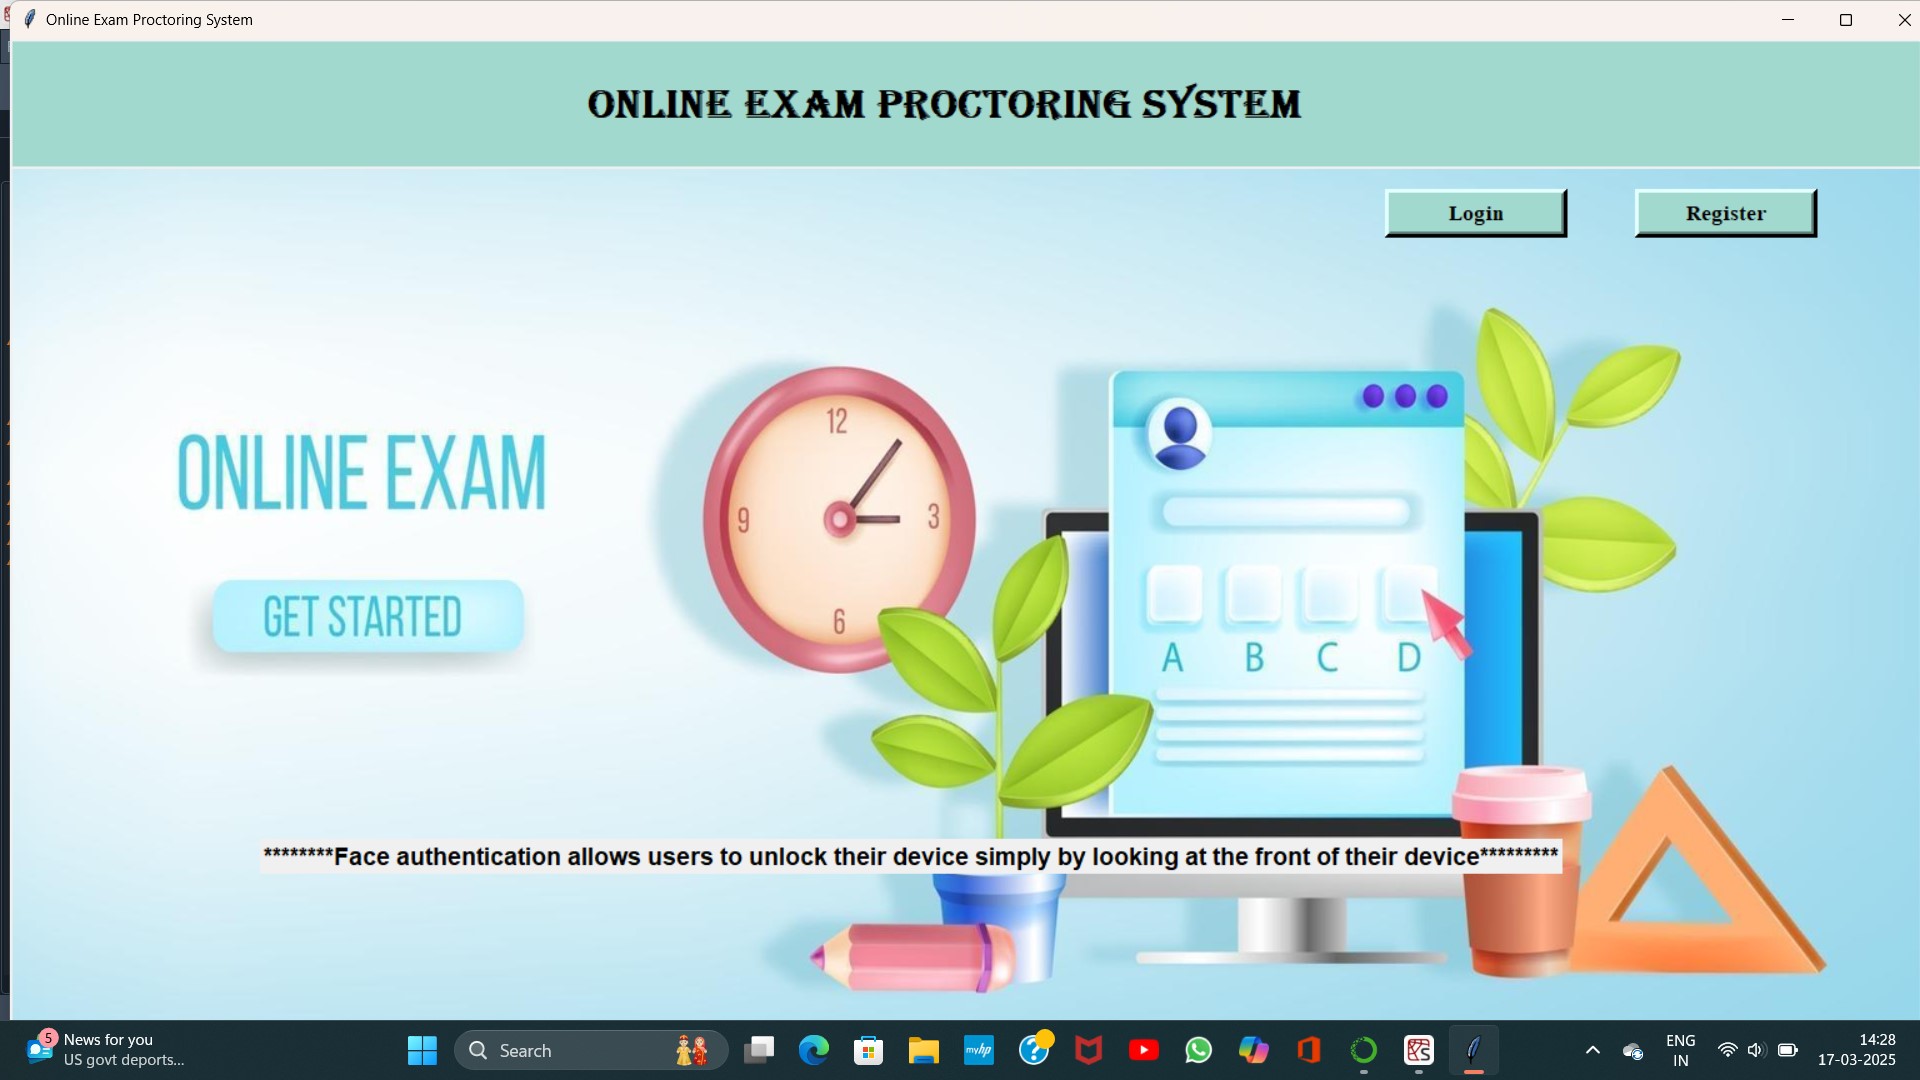 Online Exam Proctoring System
ONLINE EXAM PROCTORING SYSTEM
Login
Register
12
9
3
6
ONLINE EXAM
GET STARTED
A B C D
********Face authentication allows users to unlock their device simply by looking at the front of their device*********
5
News for you
US govt deports...
Search
myhp
ENG
IN
14:28
17-03-2025